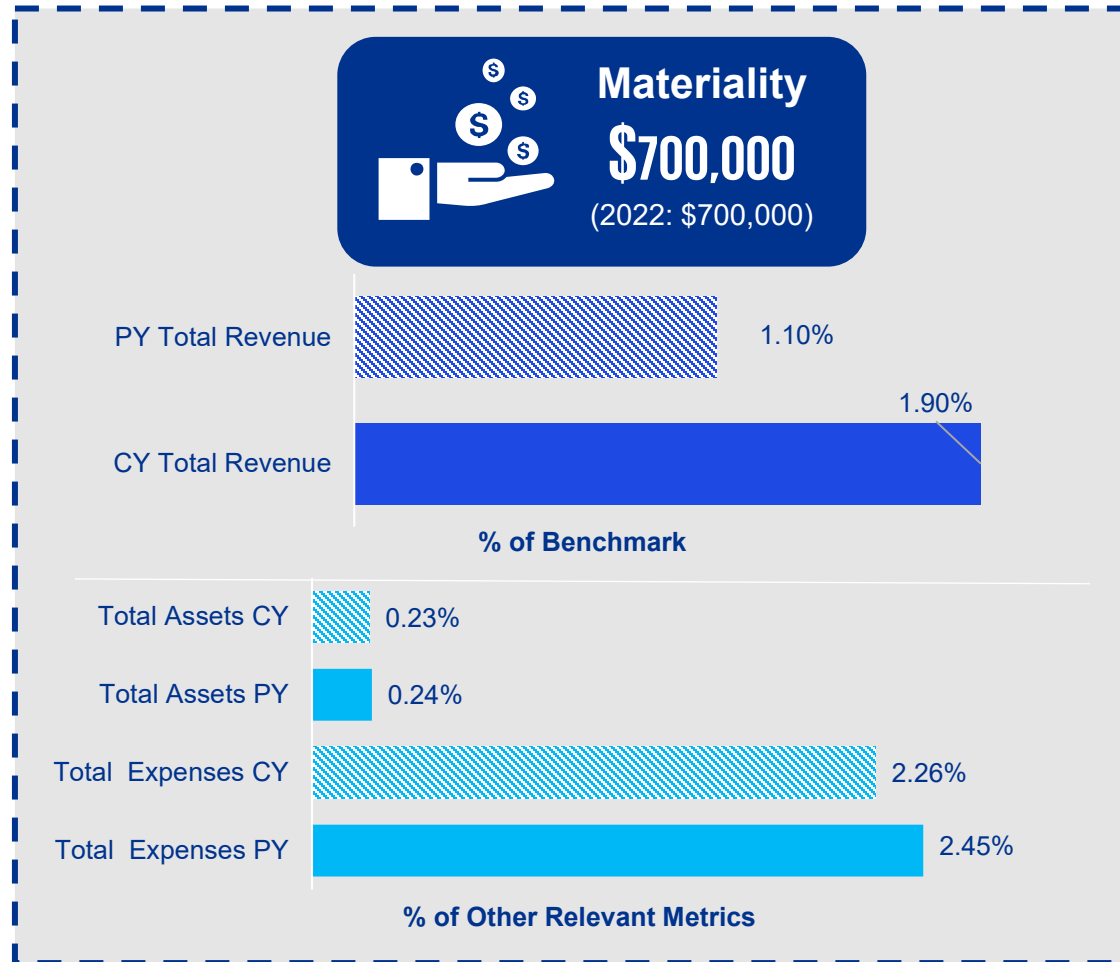 Materiality
$700,000
(2022: $700,000)
PY Total Revenue
1.10%
1.90%
CY Total Revenue
% of Benchmark
Total Assets CY
0.23%
Total Assets PY
0.24%
Total Expenses CY
2.26%
Total Expenses PY
2.45%
% of Other Relevant Metrics
$
$
$
$